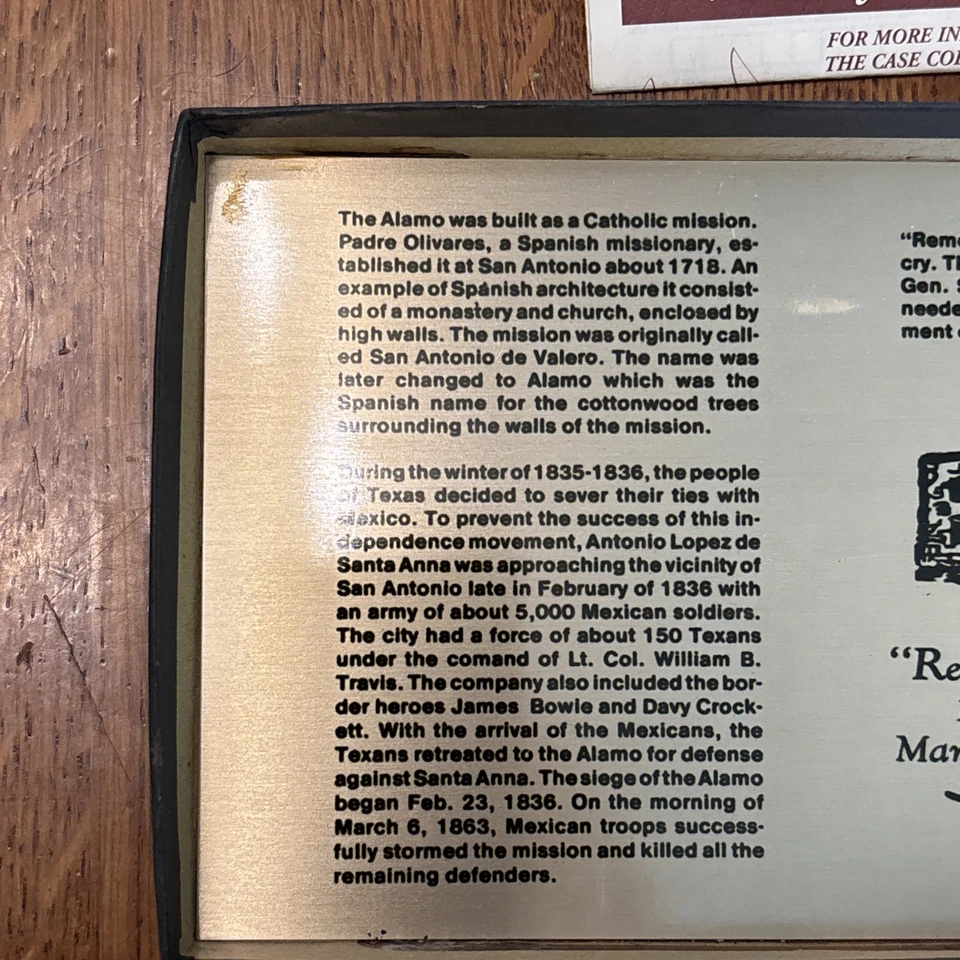 FOR MORE IN
THE CASE COL
The Alamo was built as a Catholic mission.
Padre Olivares, a Spanish missionary, es-
tablished it at San Antonio about 1718. An
example of Spanish architecture it consist-
ed of a monastery and church, enclosed by
high walls. The mission was originally call-
ed San Antonio de Valero. The name was
later changed to Alamo which was the
Spanish name for the cottonwood trees
surrounding the walls of the mission.
During the winter of 1835-1836, the people
of Texas decided to sever their ties with
Mexico. To prevent the success of this in-
dependence movement, Antonio Lopez de
Santa Anna was approaching the vicinity of
San Antonio late in February of 1836 with
an army of about 5,000 Mexican soldiers.
The city had a force of about 150 Texans
under the comand of Lt. Col. William B.
Travis. The company also included the bor-
der heroes James Bowie and Davy Crock-
ett. With the arrival of the Mexicans, the
Texans retreated to the Alamo for defense
against Santa Anna. The siege of the Alamo
began Feb. 23, 1836. On the morning of
March 6, 1863, Mexican troops success-
fully stormed the mission and killed all the
remaining defenders.
“Reme
cry. Th
Gen. S
neede
ment
“Re
Mar